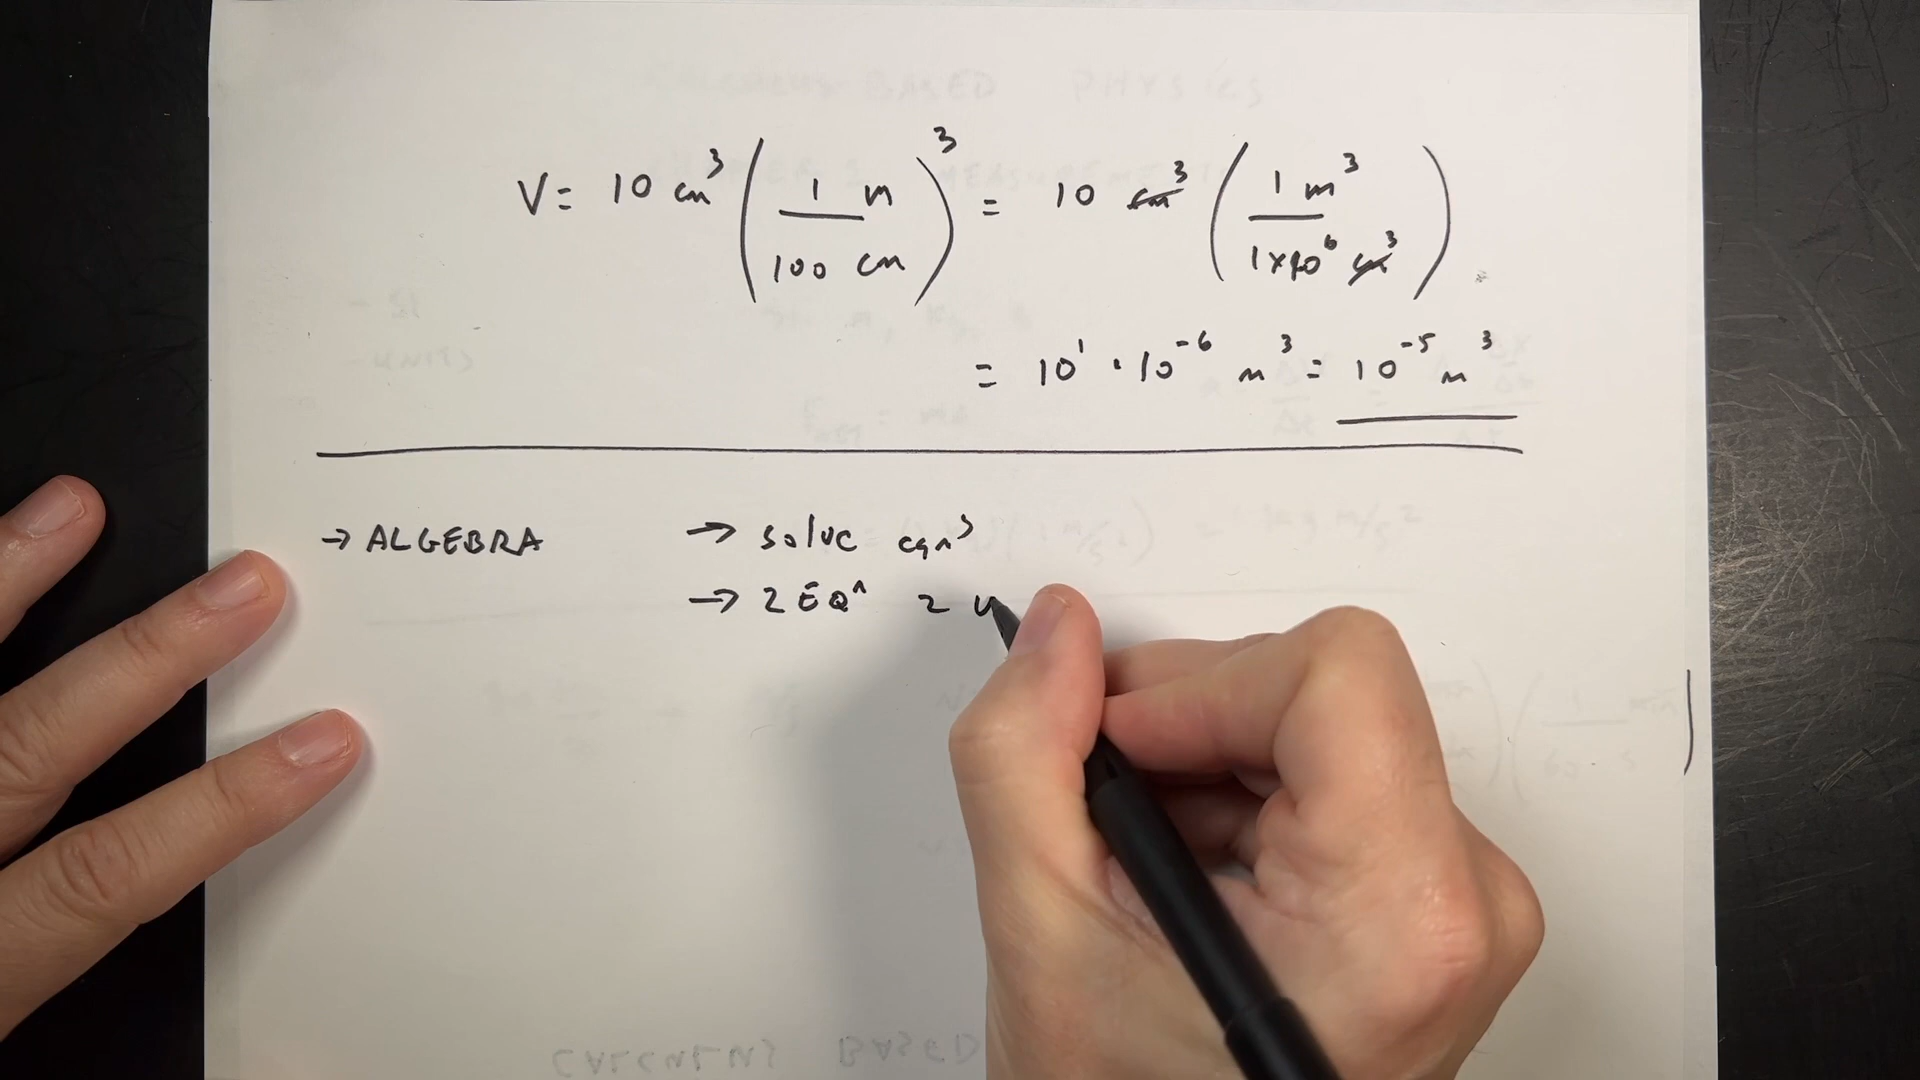 V = 10 cm³ ( 1 m / 100 cm )³ = 10 cm³ ( 1 m³ / 1×10⁶ cm³ )
= 10¹ · 10⁻⁶ m³ = 10⁻⁵ m³
→ ALGEBRA → solve eqⁿˢ
→ 2 EQⁿ 2 u